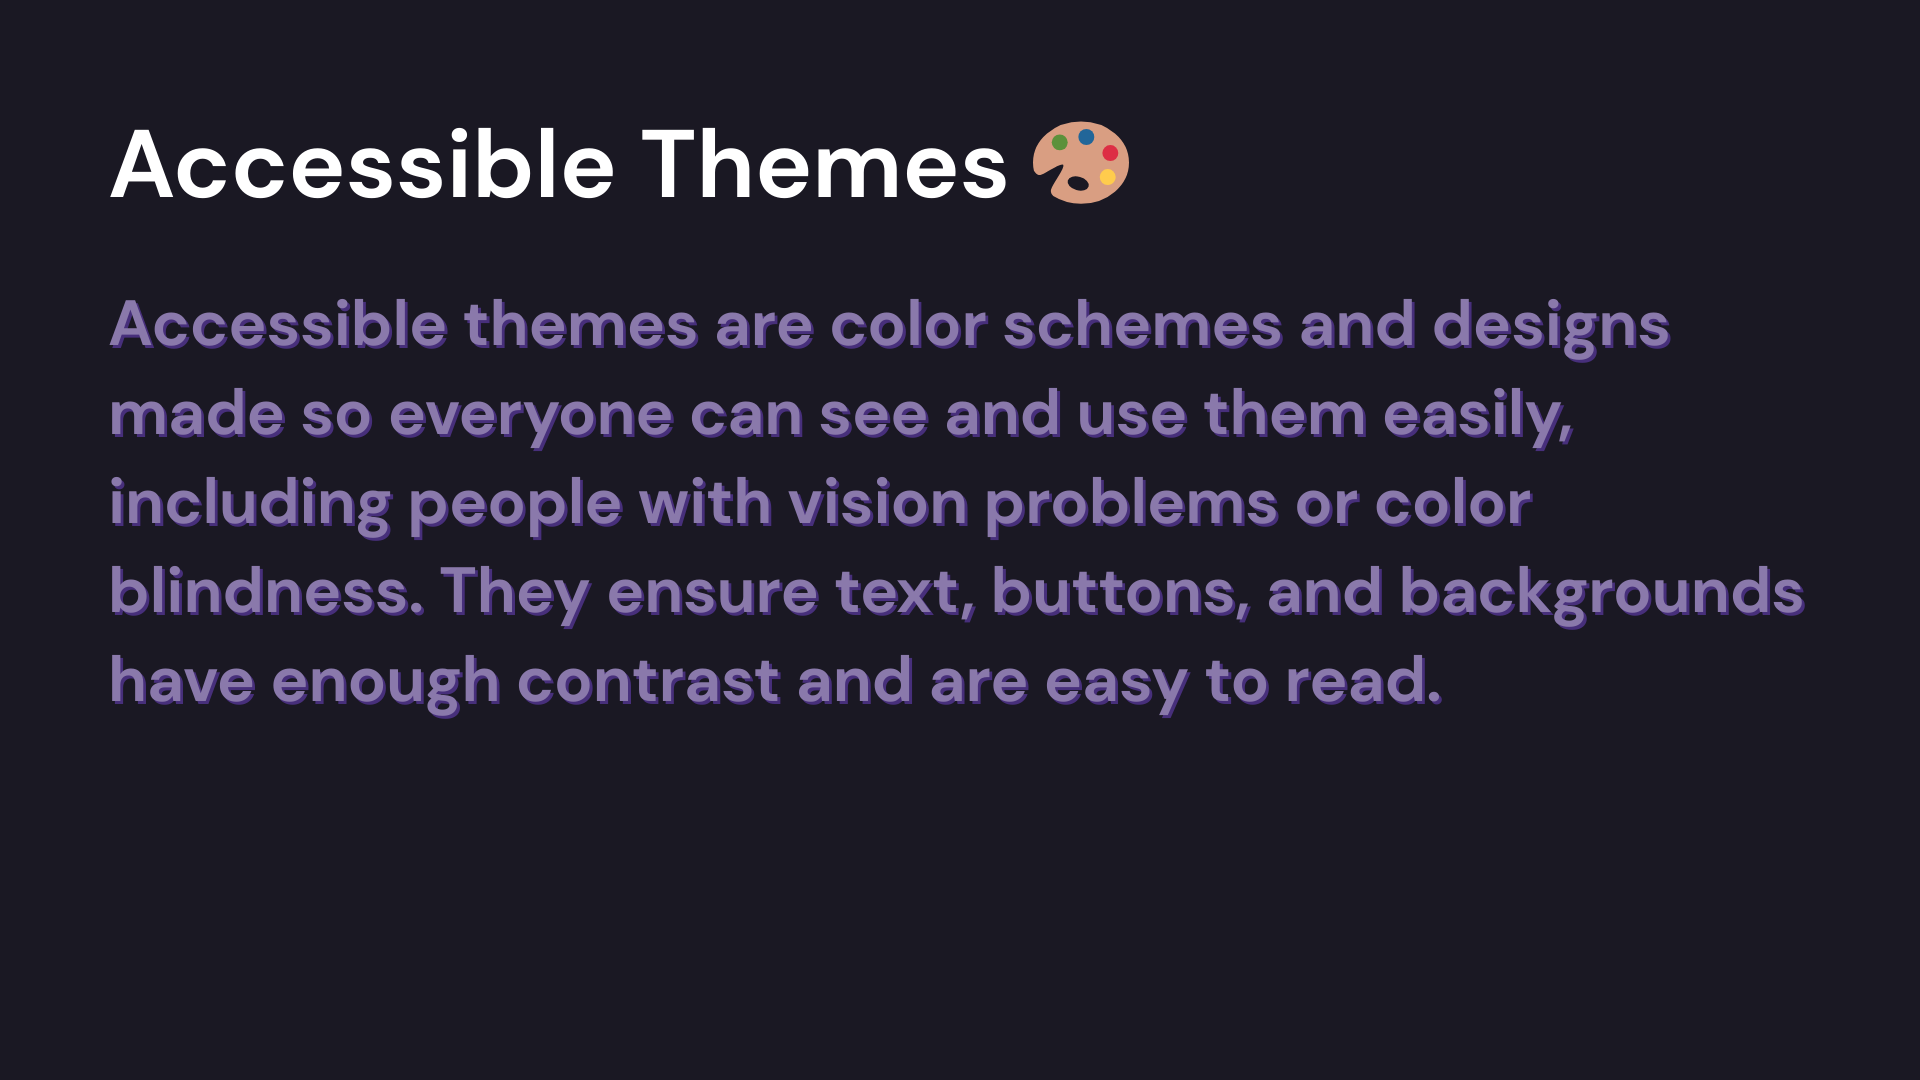 Accessible Themes 🎨
Accessible themes are color schemes and designs
made so everyone can see and use them easily,
including people with vision problems or color
blindness. They ensure text, buttons, and backgrounds
have enough contrast and are easy to read.